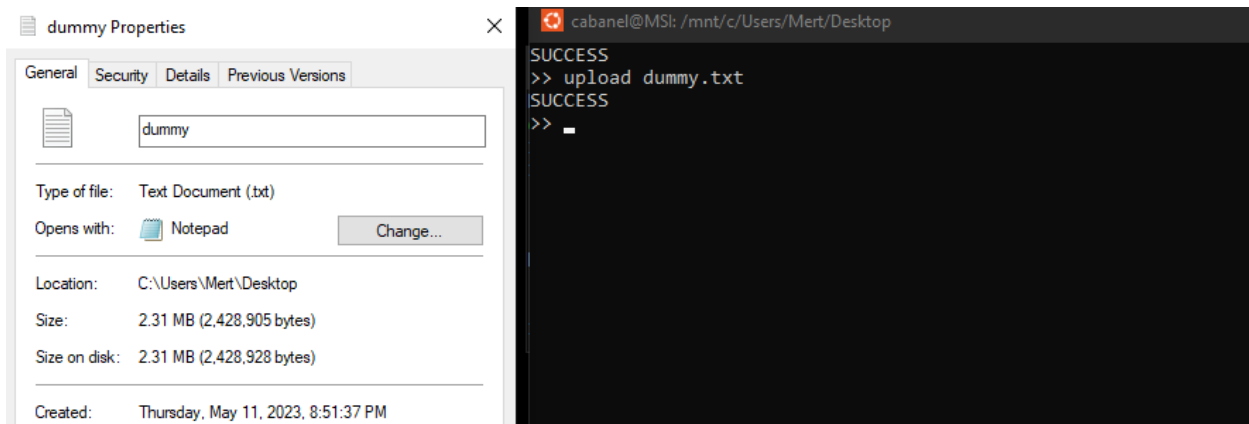 dummy Properties
General Security Details Previous Versions
dummy
Type of file: Text Document (.txt)
Opens with: Notepad Change...
Location: C:\Users\Mert\Desktop
Size: 2.31 MB (2,428,905 bytes)
Size on disk: 2.31 MB (2,428,928 bytes)
Created: Thursday, May 11, 2023, 8:51:37 PM
cabanel@MSI: /mnt/c/Users/Mert/Desktop
SUCCESS
>> upload dummy.txt
SUCCESS
>>